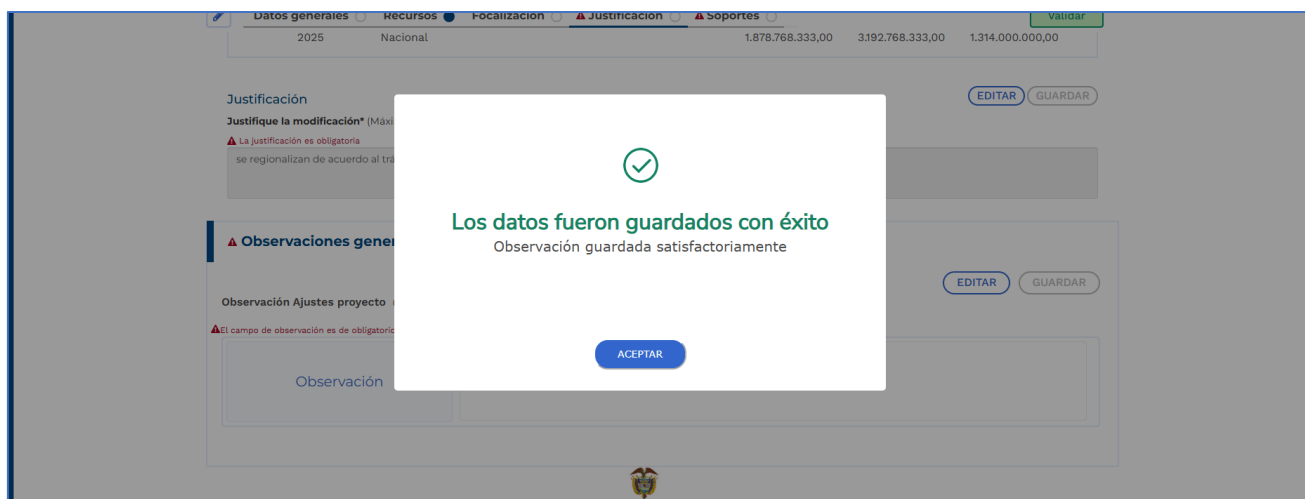 Datos generales Recursos Focalización Justificación Soportes Validar
2025 Nacional 1.878.768.333,00 3.192.768.333,00 1.314.000.000,00
Justificación EDITAR GUARDAR
Justifique la modificación* (Máxi
La justificación es obligatoria
se regionalizan de acuerdo al trá
Los datos fueron guardados con éxito
Observación guardada satisfactoriamente
ACEPTAR
Observaciones gener
EDITAR GUARDAR
Observación Ajustes proyecto
El campo de observación es de obligatorio
Observación